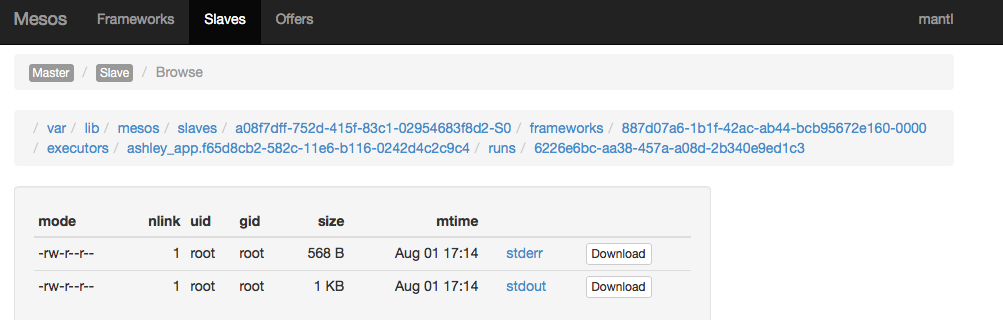 Mesos Frameworks Slaves Offers mantl
Master / Slave / Browse
/ var / lib / mesos / slaves / a08f7dff-752d-415f-83c1-02954683f8d2-S0 / frameworks / 887d07a6-1b1f-42ac-ab44-bcb95672e160-0000
/ executors / ashley_app.f65d8cb2-582c-11e6-b116-0242d4c2c9c4 / runs / 6226e6bc-aa38-457a-a08d-2b340e9ed1c3
mode nlink uid gid size mtime
-rw-r--r-- 1 root root 568 B Aug 01 17:14 stderr Download
-rw-r--r-- 1 root root 1 KB Aug 01 17:14 stdout Download